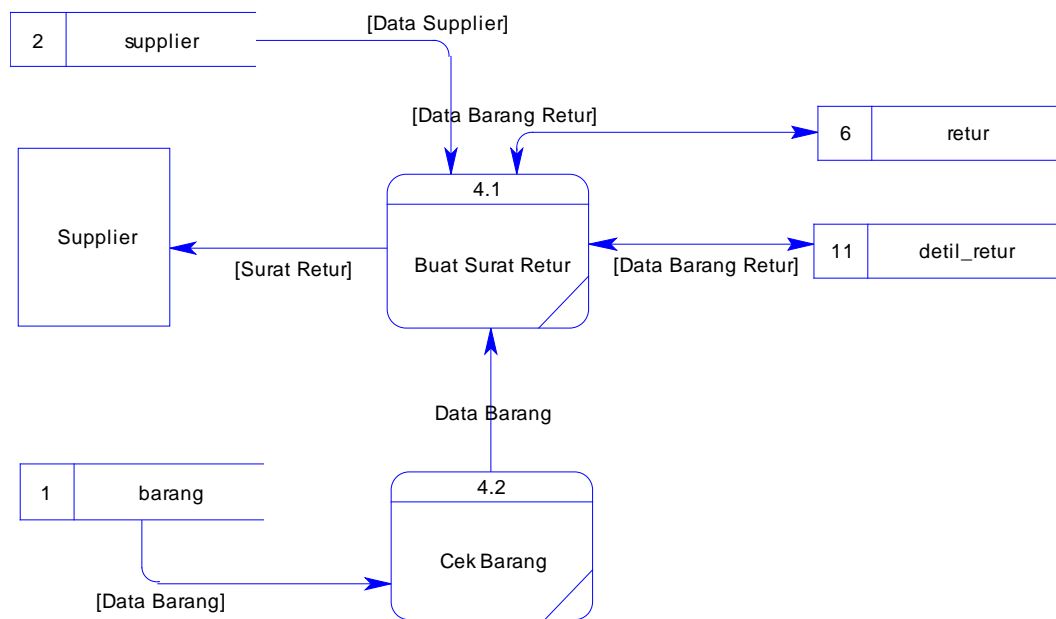 [Data Supplier]
2 supplier
[Data Barang Retur]
6 retur
4.1
Supplier
Buat Surat Retur
11 detil_retur
[Surat Retur]
[Data Barang Retur]
Data Barang
1 barang
4.2
Cek Barang
[Data Barang]